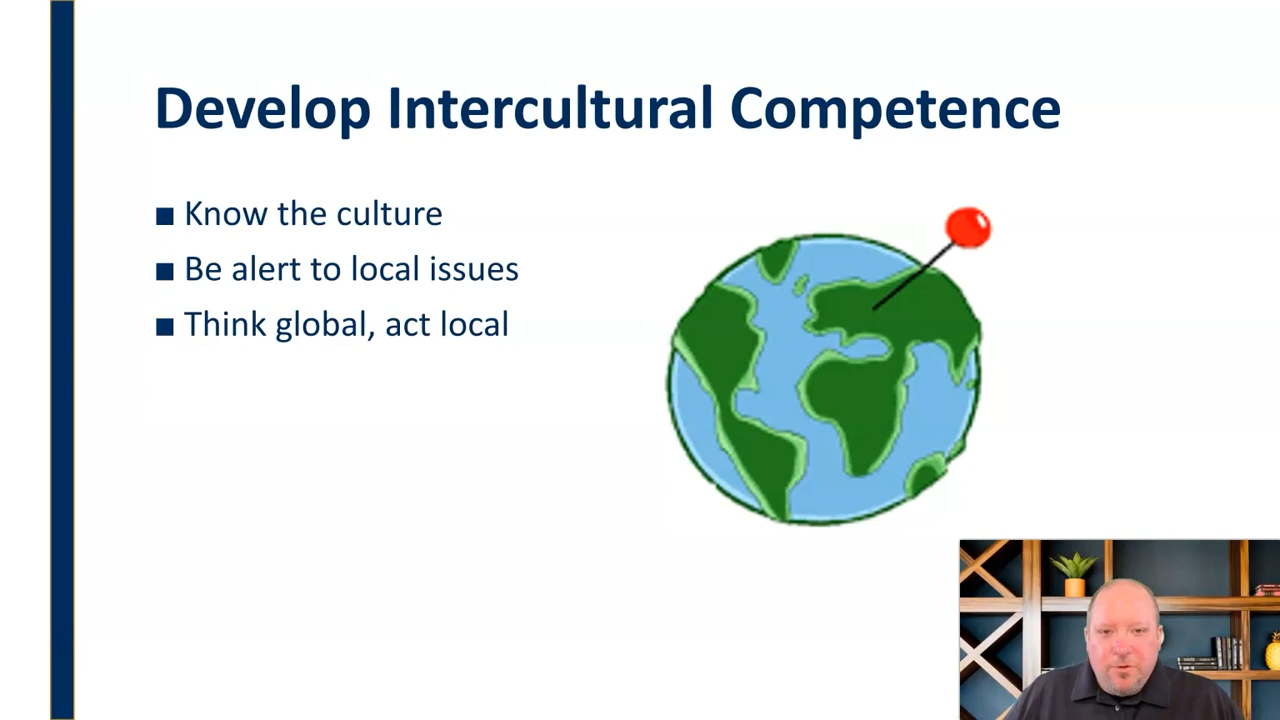 Develop Intercultural Competence
■ Know the culture
■ Be alert to local issues
■ Think global, act local